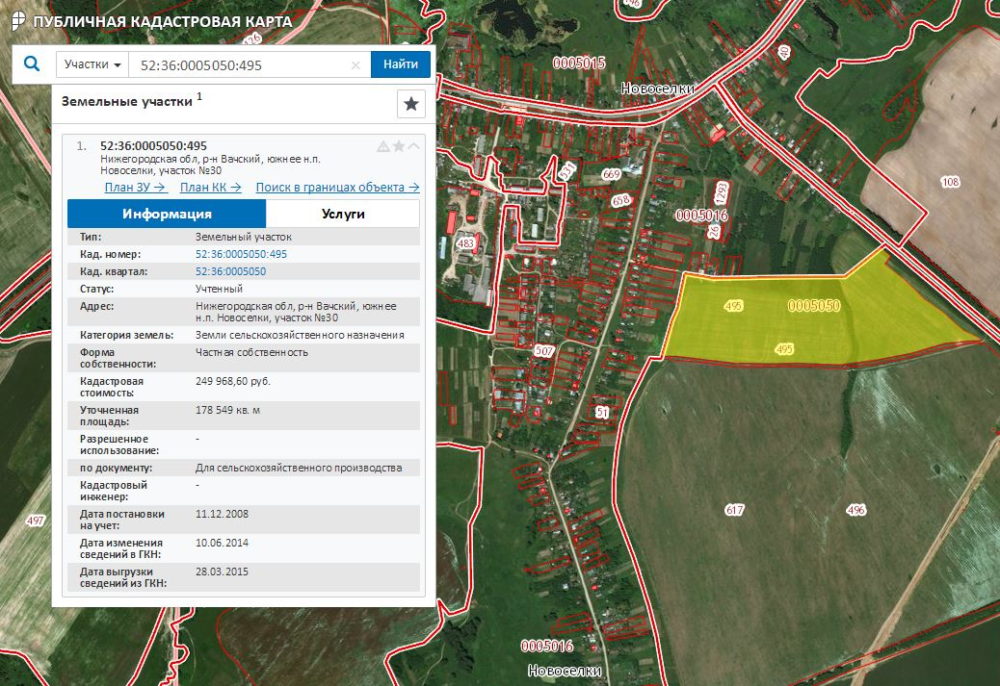 ПУБЛИЧНАЯ КАДАСТРОВАЯ КАРТА
Участки
52:36:0005050:495
Найти
Земельные участки 1
1. 52:36:0005050:495
Нижегородская обл, р-н Вачский, южнее н.п.
Новоселки, участок №30
План ЗУ → План КК → Поиск в границах объекта →
Информация Услуги
Тип: Земельный участок
Кад. номер: 52:36:0005050:495
Кад. квартал: 52:36:0005050
Статус: Учтенный
Адрес: Нижегородская обл, р-н Вачский, южнее
н.п. Новоселки, участок №30
Категория земель: Земли сельскохозяйственного назначения
Форма
собственности: Частная собственность
Кадастровая
стоимость: 249 968,60 руб.
Уточненная
площадь: 178 549 кв. м
Разрешенное
использование: -
по документу: Для сельскохозяйственного производства
Кадастровый
инженер: -
Дата постановки
на учет: 11.12.2008
Дата изменения
сведений в ГКН: 10.06.2014
Дата выгрузки
сведений из ГКН: 28.03.2015
0005015
40
Новоселки
531
669
108
1293
658
0005016
26
483
495
0005050
495
507
51
497
617
496
0005016
Новоселки